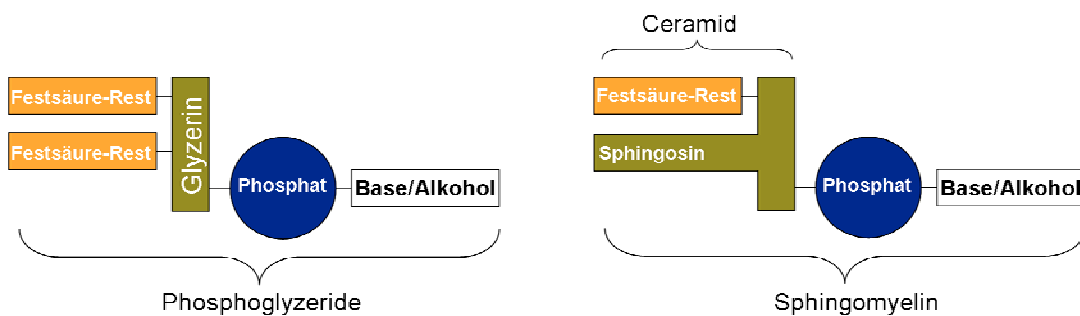 Ceramid
Festsäure-Rest
Festsäure-Rest
Glyzerin
Phosphat
Base/Alkohol
Phosphoglyzeride
Festsäure-Rest
Sphingosin
Phosphat
Base/Alkohol
Sphingomyelin